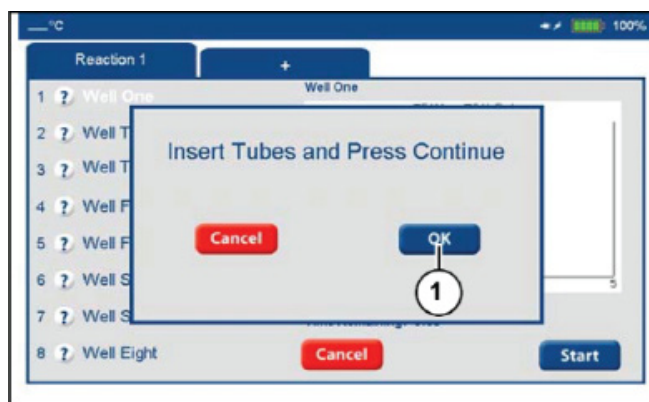 __°C 100%
Reaction 1 +
1 ? Well One Well One
2 ? Well T
3 ? Well T
Insert Tubes and Press Continue
4 ? Well F
5 ? Well F
Cancel OK
6 ? Well S
1
5
7 ? Well S
8 ? Well Eight
Cancel Start